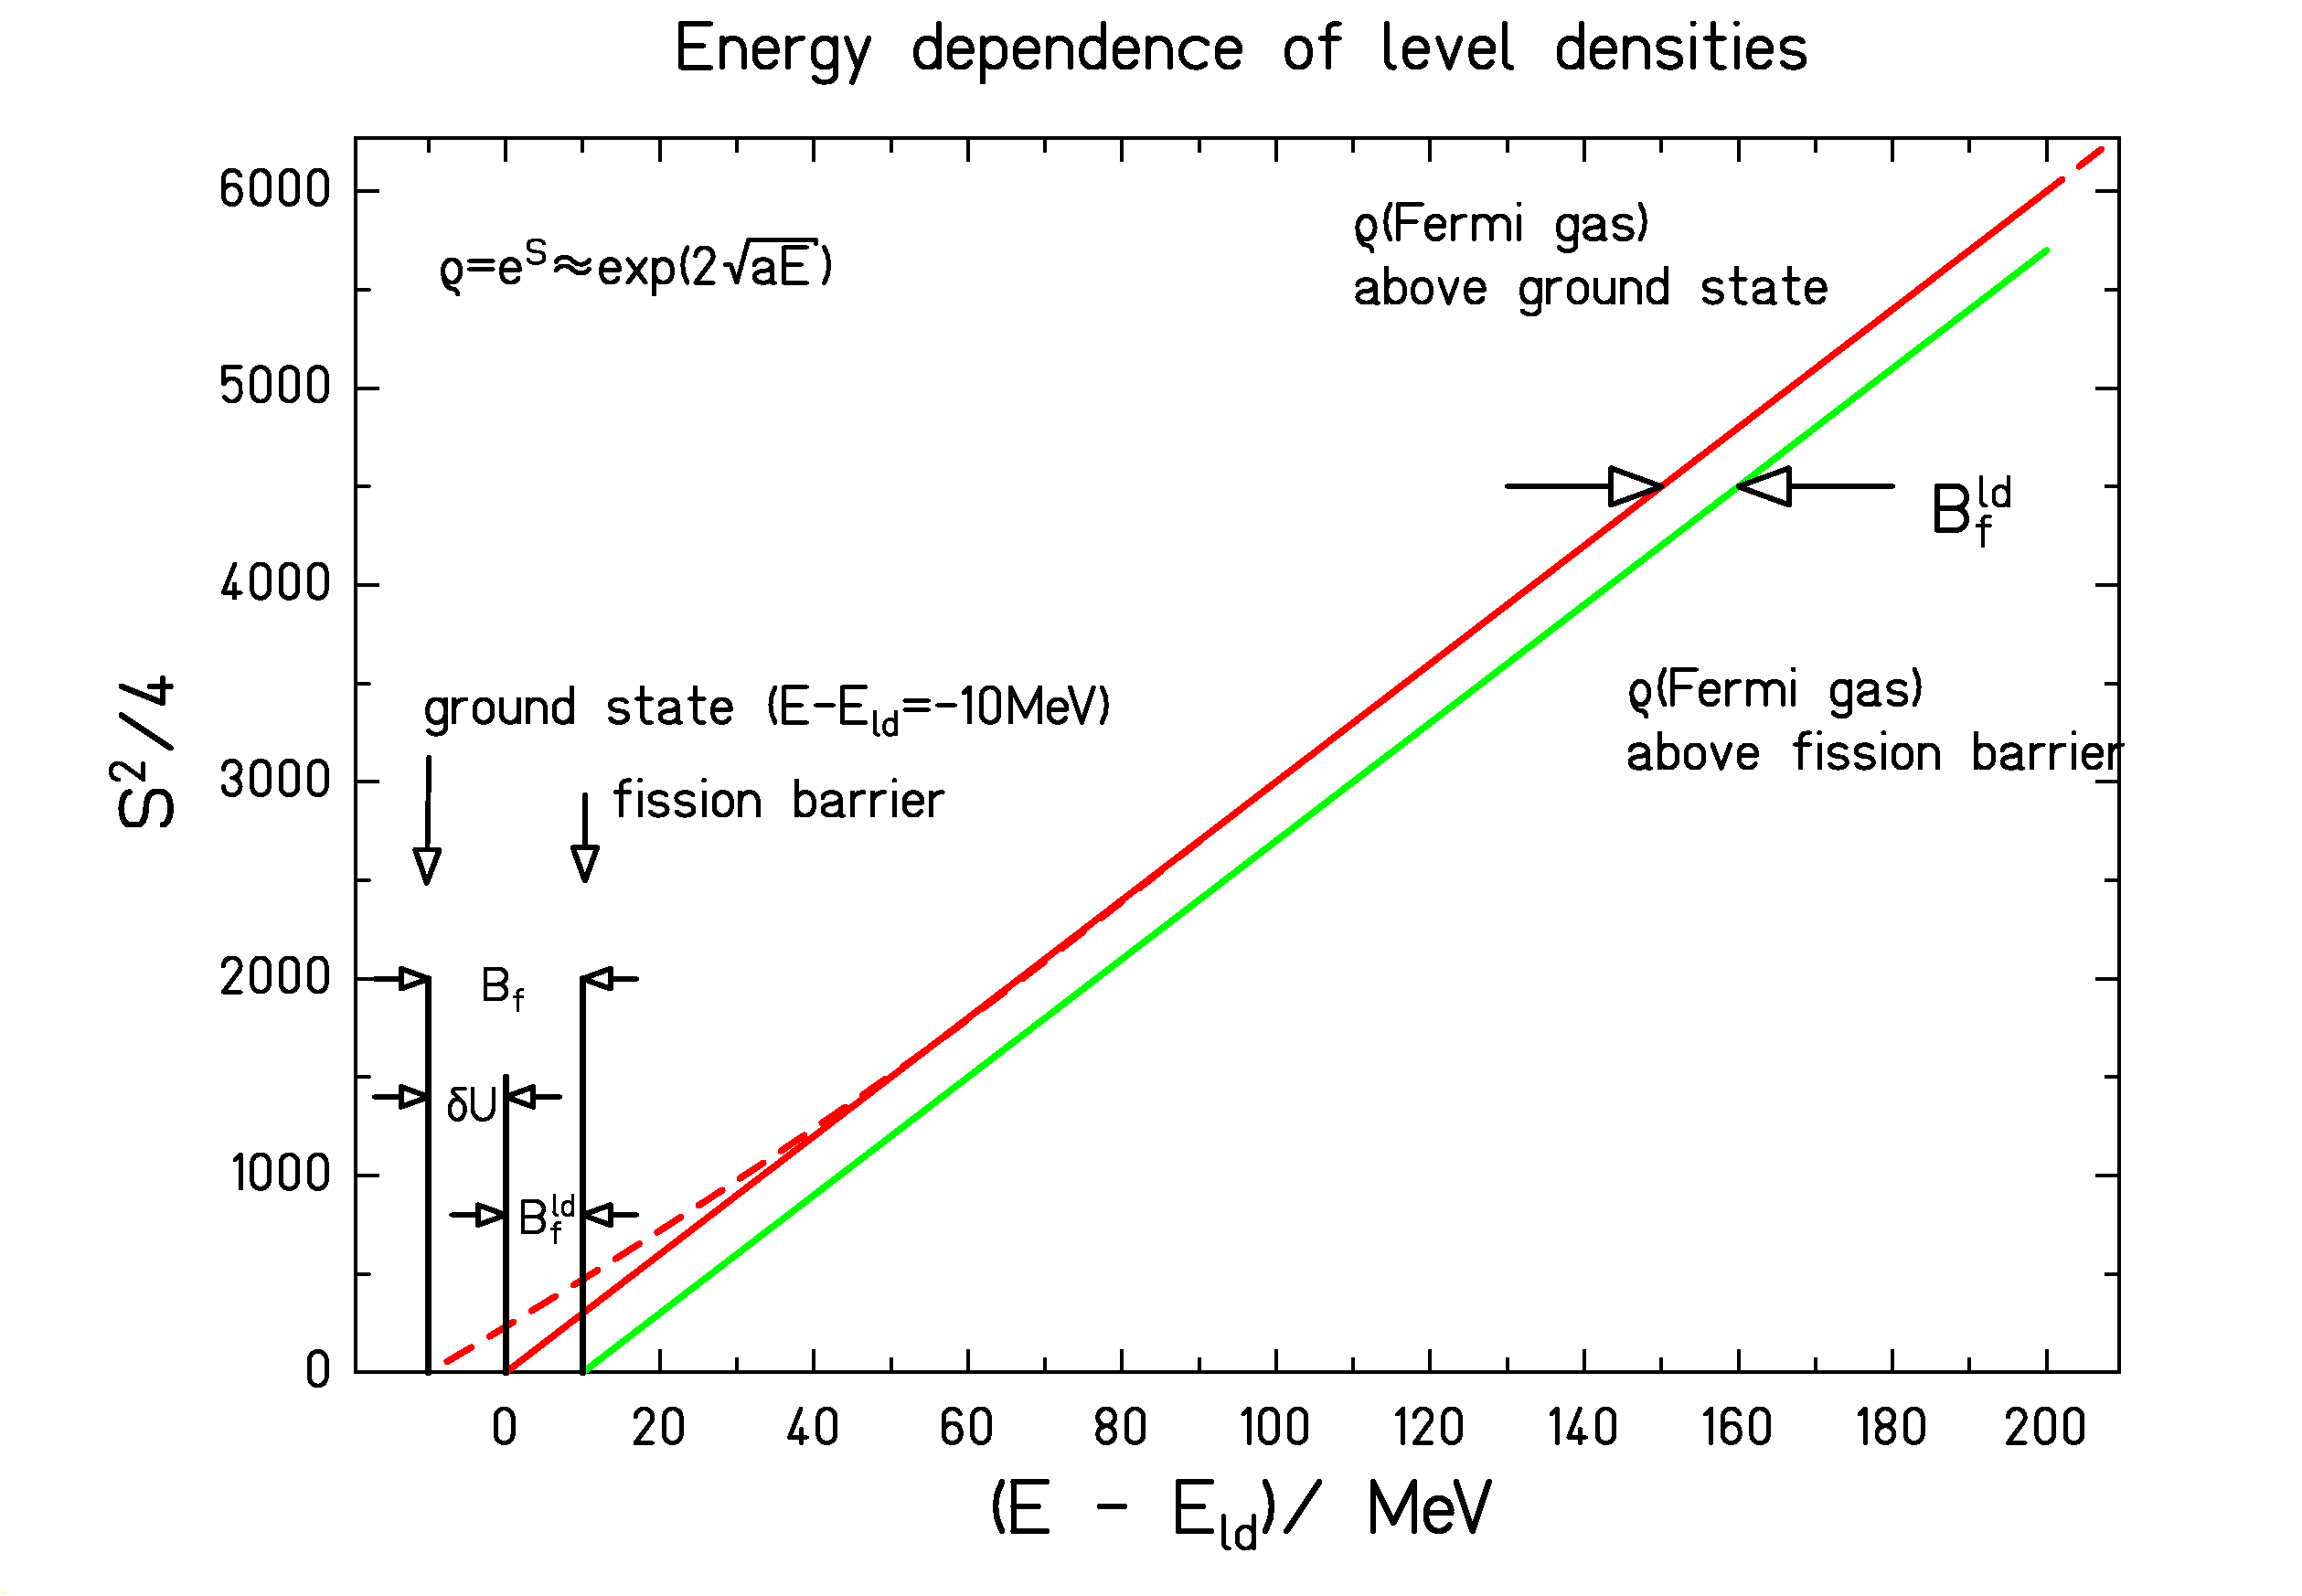 Energy dependence of level densities
6000
5000
4000
3000
2000
1000
0
S²/4
ϱ=eˢ≈exp(2√aE)
ϱ(Fermi gas)
above ground state
B_f^ld
ϱ(Fermi gas)
above fission barrier
ground state (E−E_ld=−10MeV)
fission barrier
B_f
δU
B_f^ld
0 20 40 60 80 100 120 140 160 180 200
(E − E_ld)/ MeV